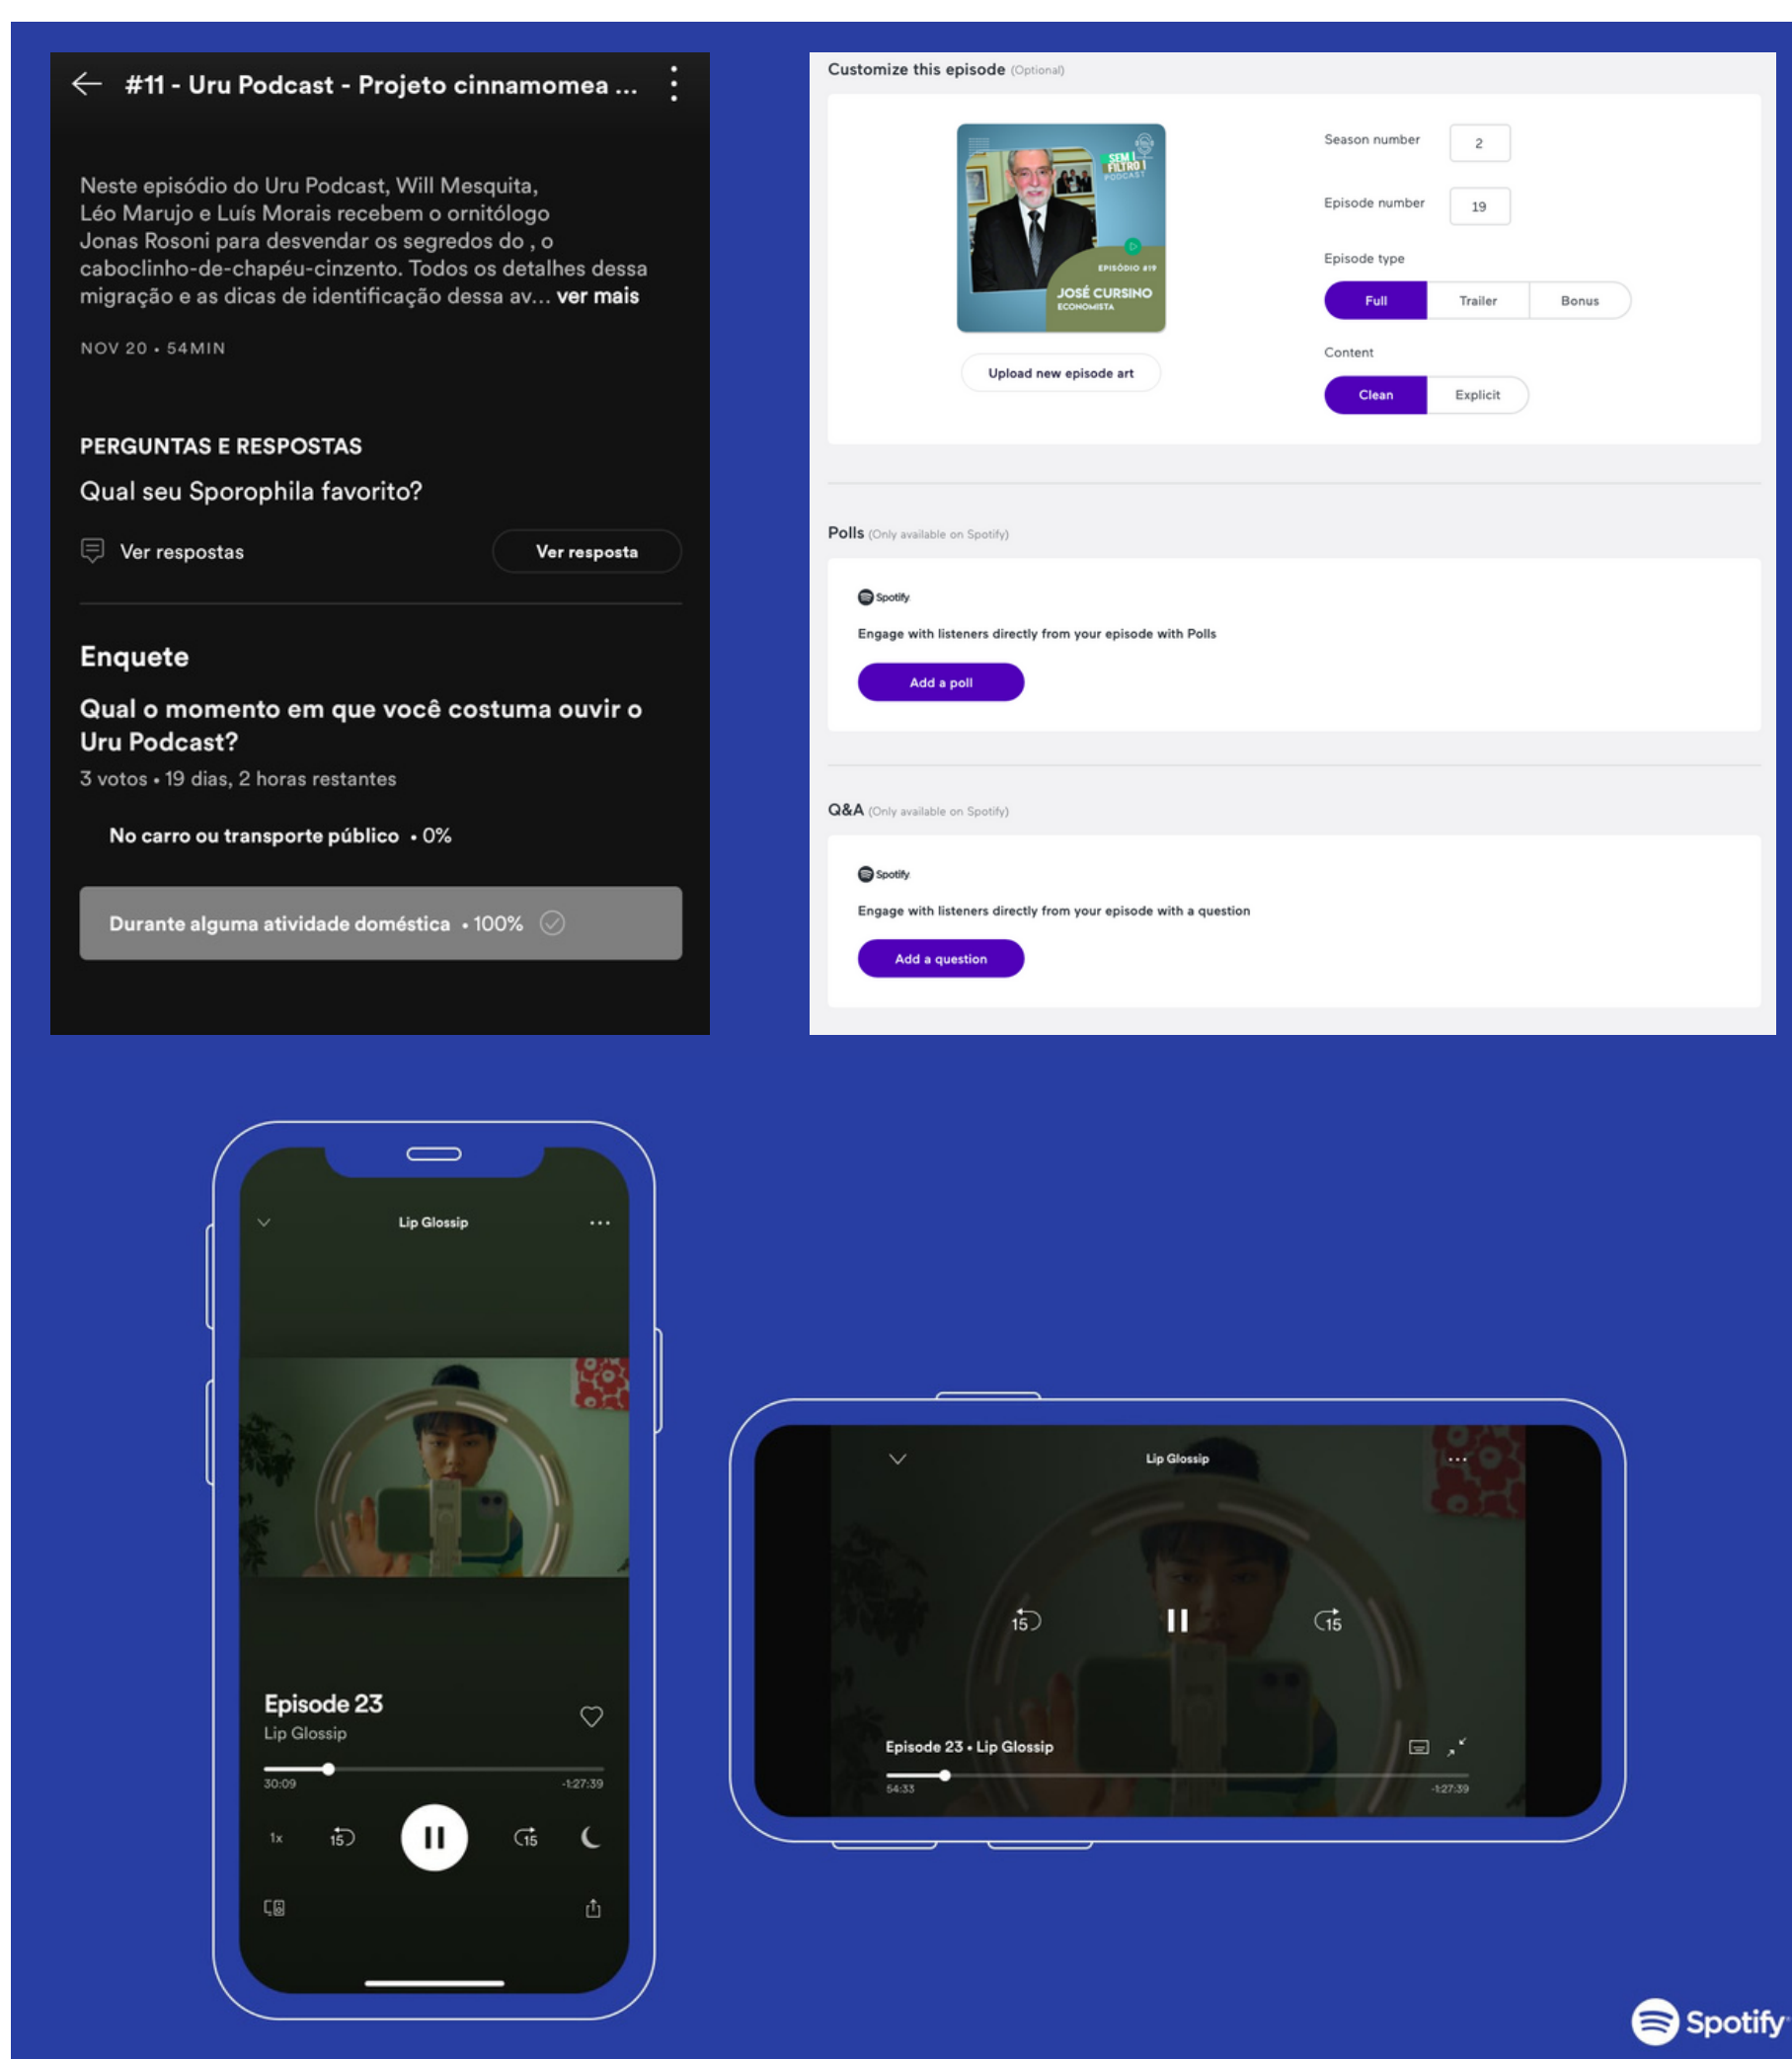 #11 - Uru Podcast - Projeto cinnamomea ...
Neste episódio do Uru Podcast, Will Mesquita,
Léo Marujo e Luís Morais recebem o ornitólogo
Jonas Rosoni para desvendar os segredos do , o
caboclinho-de-chapéu-cinzento. Todos os detalhes dessa
migração e as dicas de identificação dessa av... ver mais
NOV 20 • 54MIN
PERGUNTAS E RESPOSTAS
Qual seu Sporophila favorito?
Ver respostas
Ver resposta
Enquete
Qual o momento em que você costuma ouvir o
Uru Podcast?
3 votos • 19 dias, 2 horas restantes
No carro ou transporte público • 0%
Durante alguma atividade doméstica • 100%
Customize this episode (Optional)
SEM
FILTRO
PODCAST
EPISÓDIO #19
JOSÉ CURSINO
ECONOMISTA
Upload new episode art
Season number 2
Episode number 19
Episode type
Full Trailer Bonus
Content
Clean Explicit
Polls (Only available on Spotify)
Spotify
Engage with listeners directly from your episode with Polls
Add a poll
Q&A (Only available on Spotify)
Spotify
Engage with listeners directly from your episode with a question
Add a question
Lip Glossip
Episode 23
Lip Glossip
30:09 -1:27:39
1x 15 15
Lip Glossip
15 15
Episode 23 • Lip Glossip
54:33 -1:27:39
Spotify